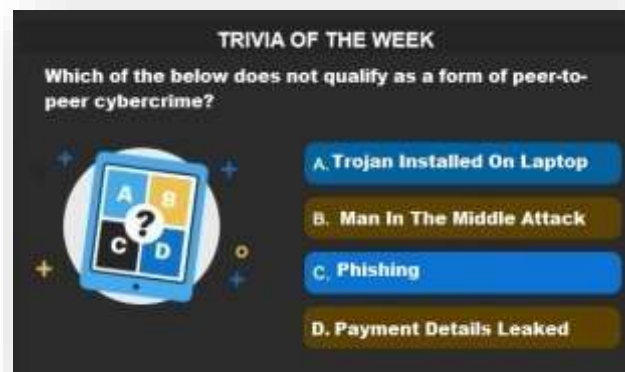 TRIVIA OF THE WEEK
Which of the below does not qualify as a form of peer-to-
peer cybercrime?
A
B
?
C
D
A. Trojan Installed On Laptop
B. Man In The Middle Attack
C. Phishing
D. Payment Details Leaked